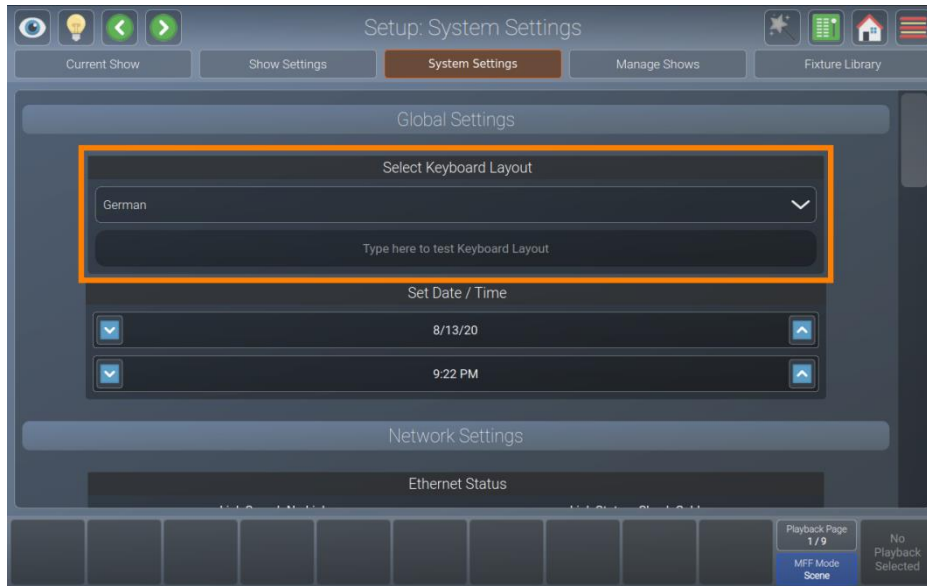 Setup: System Settings
Current Show
Show Settings
System Settings
Manage Shows
Fixture Library
Global Settings
Select Keyboard Layout
German
Type here to test Keyboard Layout
Set Date / Time
8/13/20
9:22 PM
Network Settings
Ethernet Status
Playback Page
1 / 9
MFF Mode
Scene
No
Playback
Selected